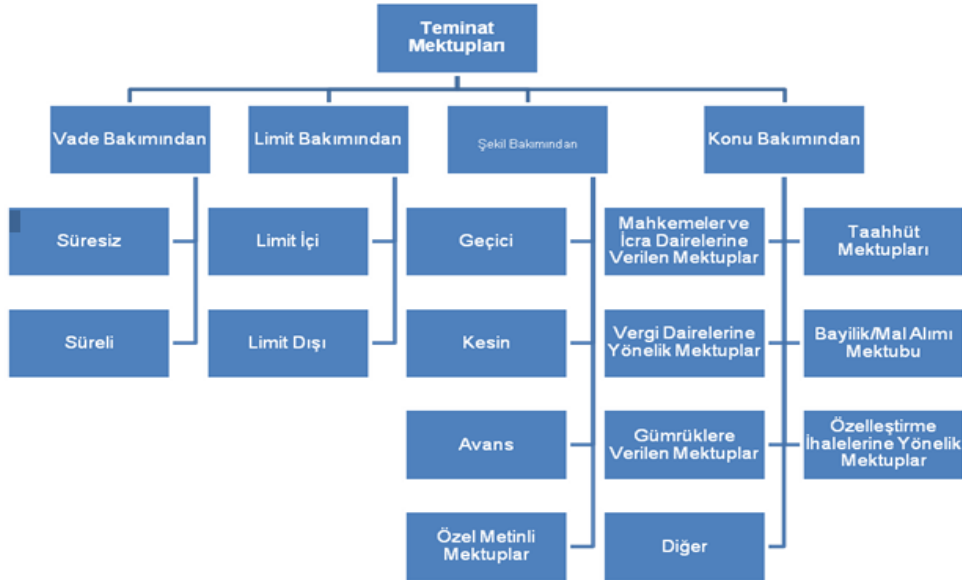 Teminat
Mektupları
Vade Bakımından
Limit Bakımından
Şekil Bakımından
Konu Bakımından
Süresiz
Limit İçi
Geçici
Mahkemeler ve
İcra Dairelerine
Verilen Mektuplar
Taahhüt
Mektupları
Süreli
Limit Dışı
Kesin
Vergi Dairelerine
Yönelik Mektuplar
Bayilik/Mal Alımı
Mektubu
Avans
Gümrüklere
Verilen Mektuplar
Özelleştirme
İhalelerine Yönelik
Mektuplar
Özel Metinli
Mektuplar
Diğer